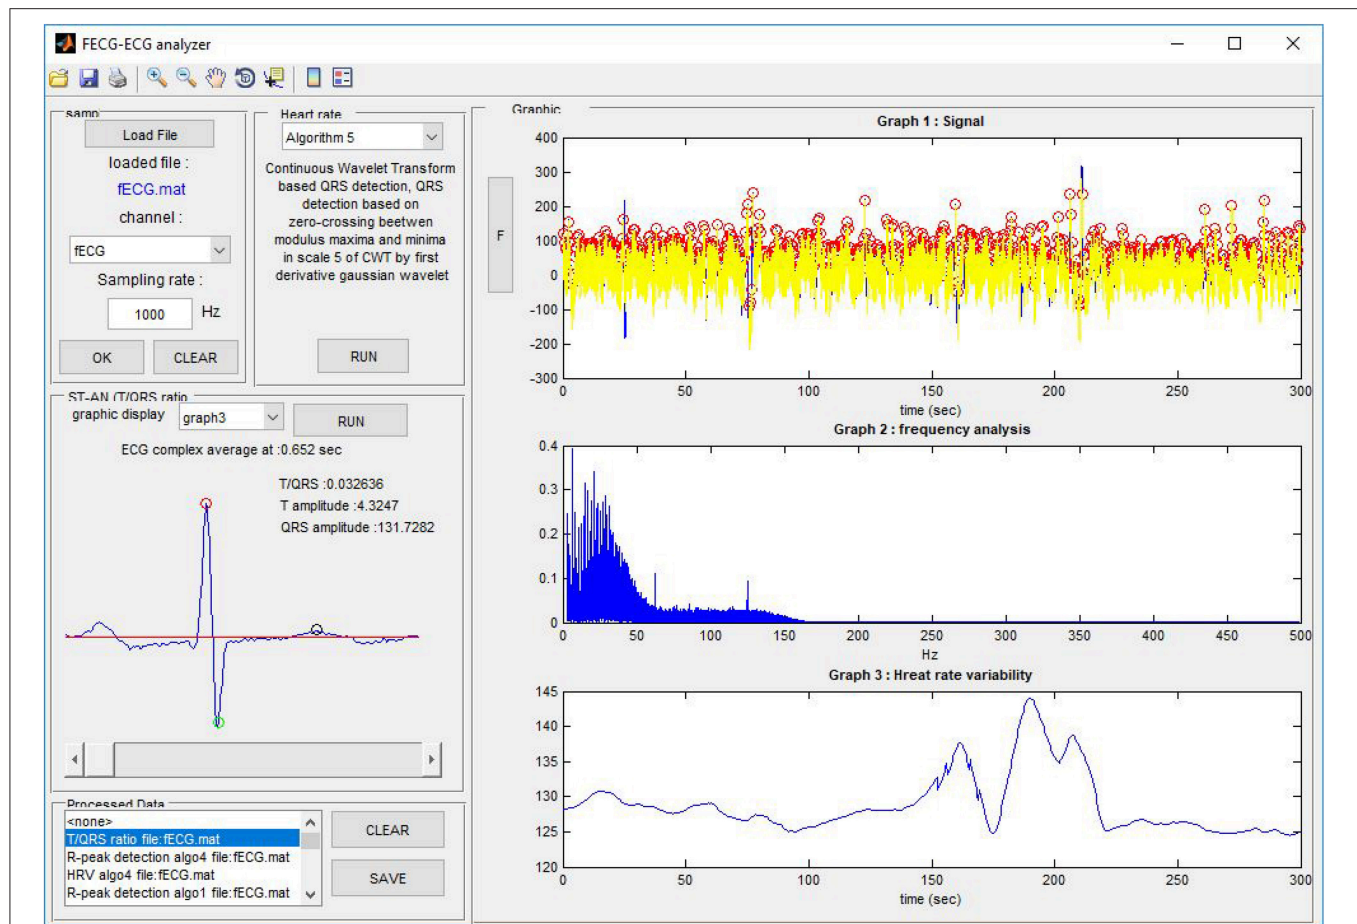 FECG-ECG analyzer
samp
Load File
loaded file :
fECG.mat
channel :
fECG
Sampling rate :
1000 Hz
OK CLEAR
Heart rate
Algorithm 5
Continuous Wavelet Transform
based QRS detection, QRS
detection based on
zero-crossing beetwen
modulus maxima and minima
in scale 5 of CWT by first
derivative gaussian wavelet
RUN
ST-AN (T/QRS ratio
graphic display graph3 RUN
ECG complex average at :0.652 sec
T/QRS :0.032636
T amplitude :4.3247
QRS amplitude :131.7282
Processed Data
<none>
T/QRS ratio file:fECG.mat
R-peak detection algo4 file:fECG.mat
HRV algo4 file:fECG.mat
R-peak detection algo1 file:fECG.mat
CLEAR
SAVE
Graphic
F
Graph 1 : Signal
400
300
200
100
0
-100
-200
-300
0 50 100 150 200 250 300
time (sec)
Graph 2 : frequency analysis
0.4
0.3
0.2
0.1
0
0 50 100 150 200 250 300 350 400 450 500
Hz
Graph 3 : Hreat rate variability
145
140
135
130
125
120
0 50 100 150 200 250 300
time (sec)